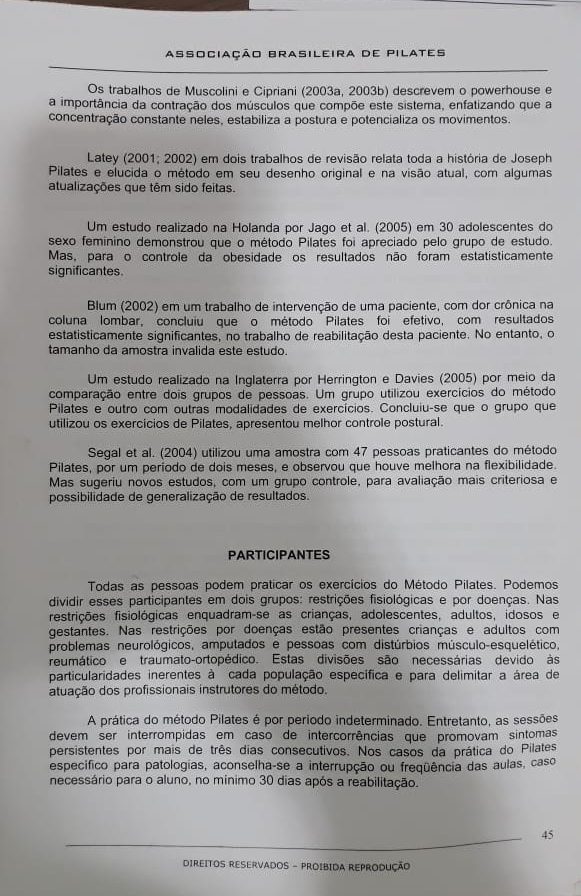 ASSOCIAÇÃO BRASILEIRA DE PILATES
Os trabalhos de Muscolini e Cipriani (2003a, 2003b) descrevem o powerhouse e
a importância da contração dos músculos que compõe este sistema, enfatizando que a
concentração constante neles, estabiliza a postura e potencializa os movimentos.
Latey (2001; 2002) em dois trabalhos de revisão relata toda a história de Joseph
Pilates e elucida o método em seu desenho original e na visão atual, com algumas
atualizações que têm sido feitas.
Um estudo realizado na Holanda por Jago et al. (2005) em 30 adolescentes do
sexo feminino demonstrou que o método Pilates foi apreciado pelo grupo de estudo.
Mas, para o controle da obesidade os resultados não foram estatisticamente
significantes.
Blum (2002) em um trabalho de intervenção de uma paciente, com dor crônica na
coluna lombar, concluiu que o método Pilates foi efetivo, com resultados
estatisticamente significantes, no trabalho de reabilitação desta paciente. No entanto, o
tamanho da amostra invalida este estudo.
Um estudo realizado na Inglaterra por Herrington e Davies (2005) por meio da
comparação entre dois grupos de pessoas. Um grupo utilizou exercícios do método
Pilates e outro com outras modalidades de exercícios. Concluiu-se que o grupo que
utilizou os exercícios de Pilates, apresentou melhor controle postural.
Segal et al. (2004) utilizou uma amostra com 47 pessoas praticantes do método
Pilates, por um período de dois meses, e observou que houve melhora na flexibilidade.
Mas sugeriu novos estudos, com um grupo controle, para avaliação mais criteriosa e
possibilidade de generalização de resultados.
PARTICIPANTES
Todas as pessoas podem praticar os exercícios do Método Pilates. Podemos
dividir esses participantes em dois grupos: restrições fisiológicas e por doenças. Nas
restrições fisiológicas enquadram-se as crianças, adolescentes, adultos, idosos e
gestantes. Nas restrições por doenças estão presentes crianças e adultos com
problemas neurológicos, amputados e pessoas com distúrbios músculo-esquelético,
reumático e traumato-ortopédico. Estas divisões são necessárias devido às
particularidades inerentes à cada população específica e para delimitar a área de
atuação dos profissionais instrutores do método.
A prática do método Pilates é por período indeterminado. Entretanto, as sessões
devem ser interrompidas em caso de intercorrências que promovam sintomas
persistentes por mais de três dias consecutivos. Nos casos da prática do Pilates
específico para patologias, aconselha-se a interrupção ou freqüência das aulas, caso
necessário para o aluno, no mínimo 30 dias após a reabilitação.
45
DIREITOS RESERVADOS – PROIBIDA REPRODUÇÃO